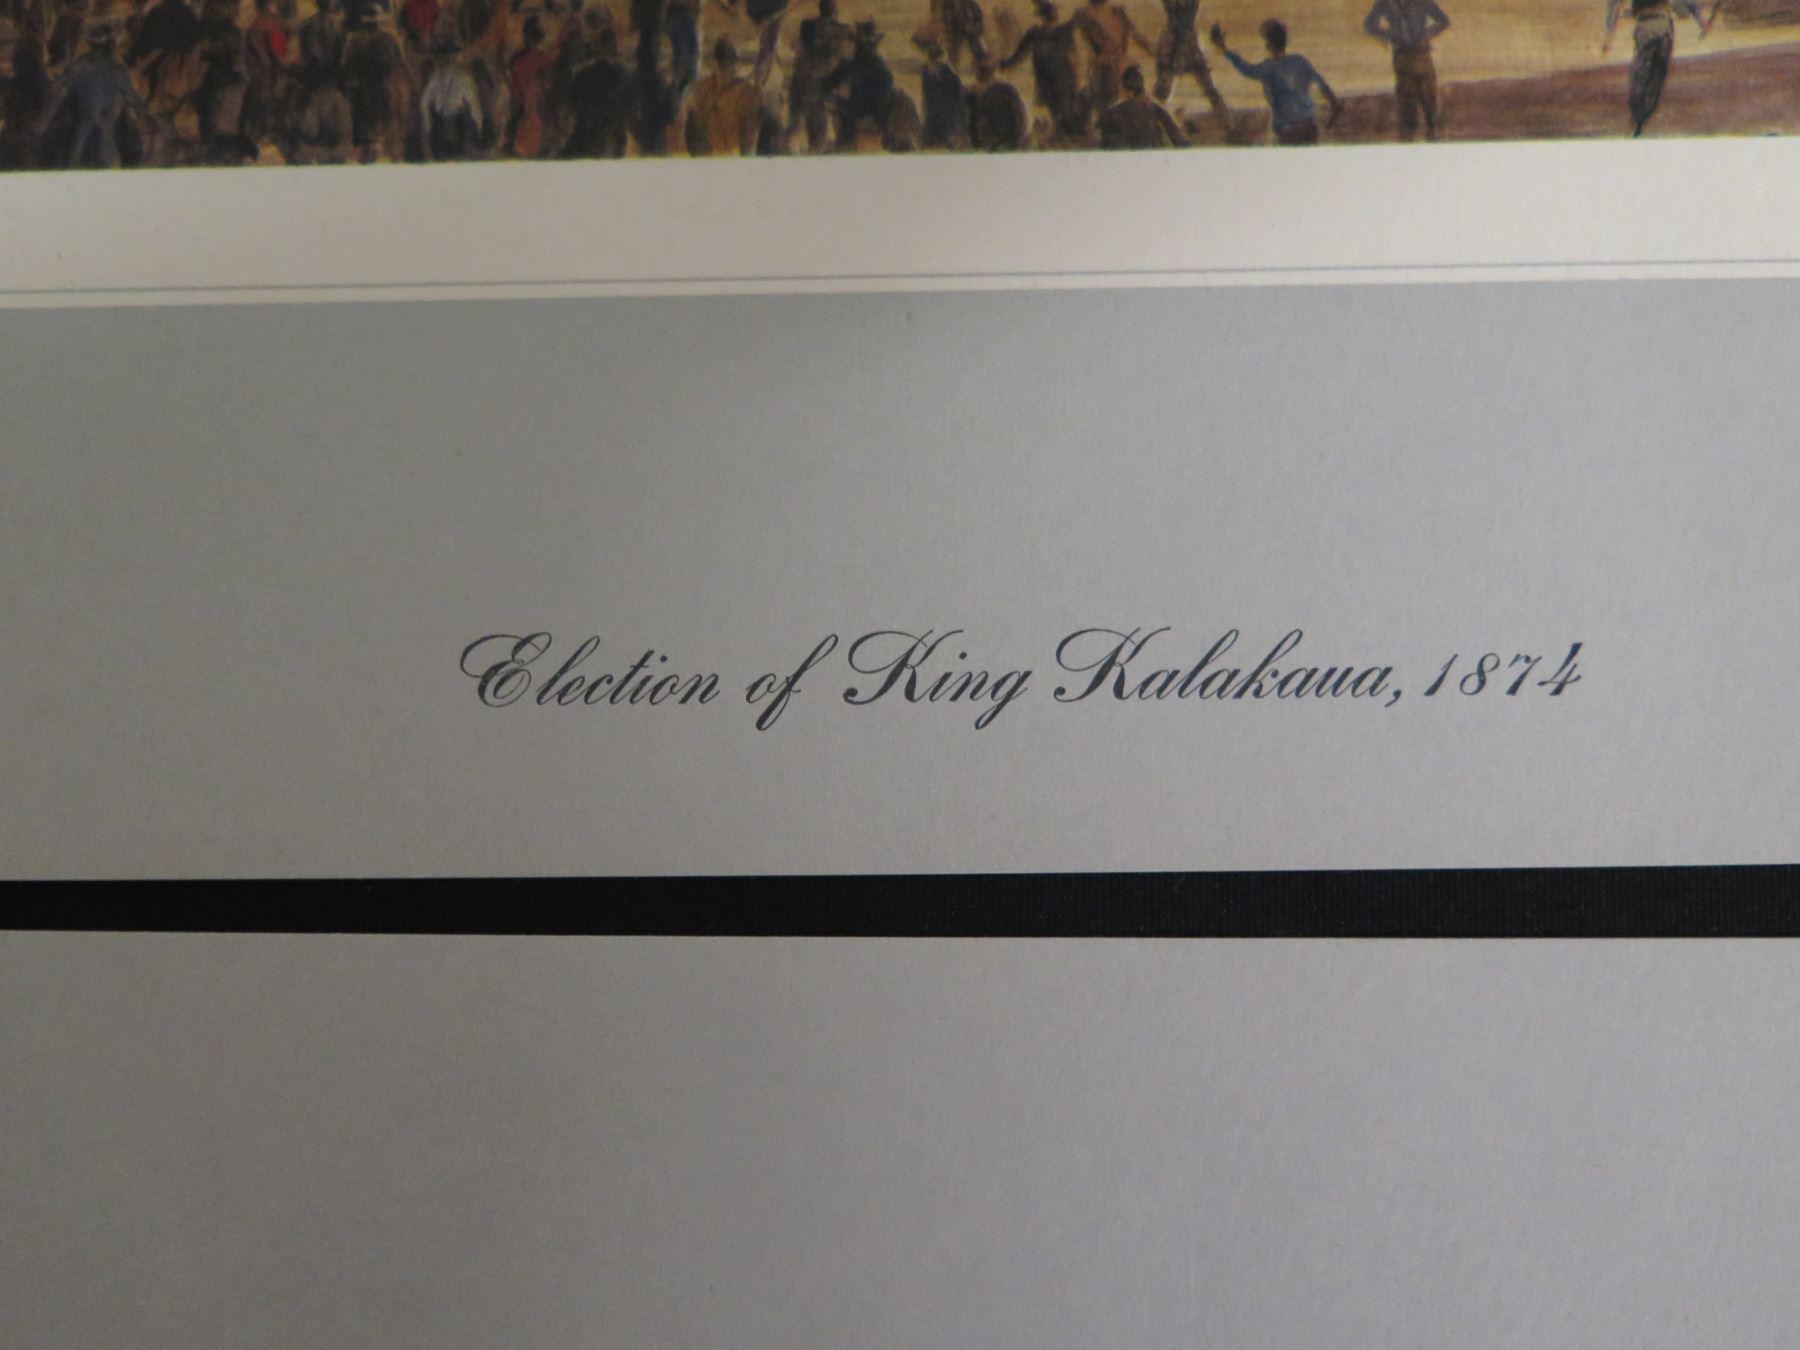 Election of King Kalakaua, 1874